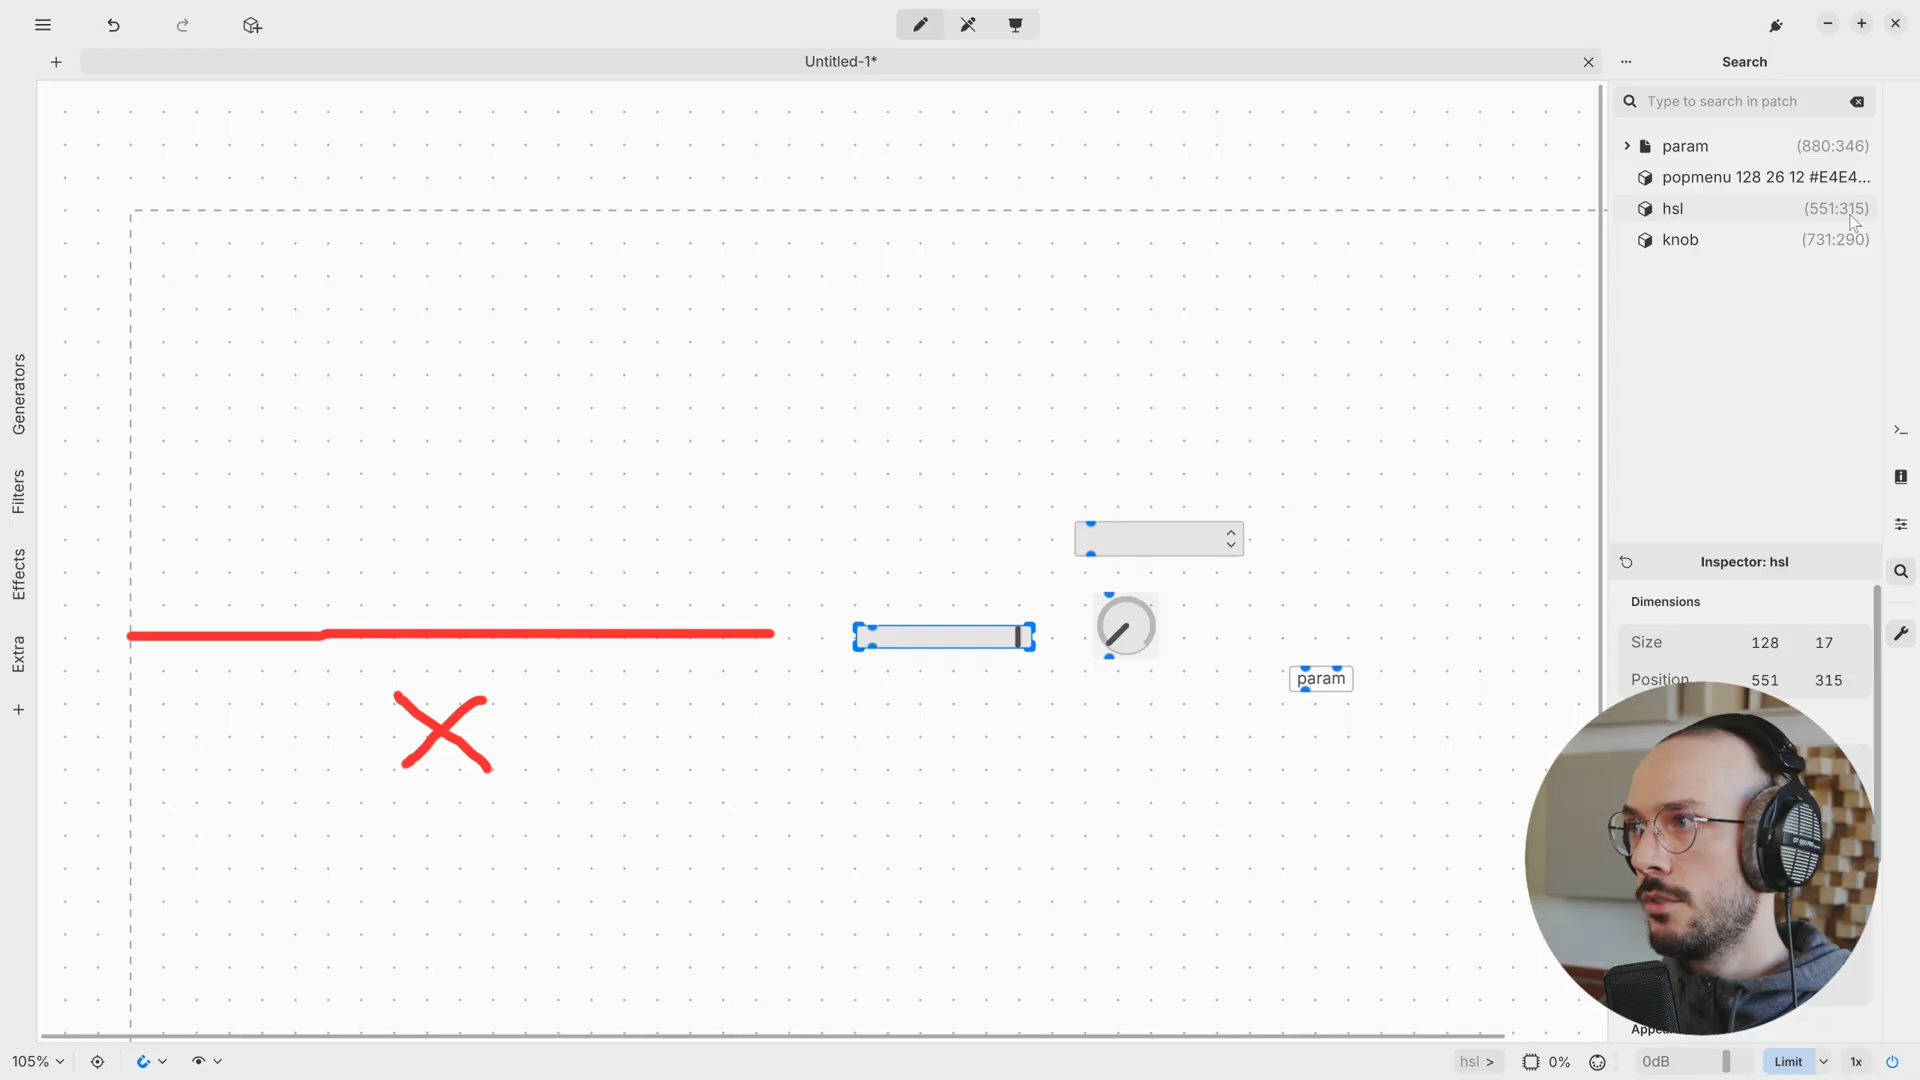 Untitled-1*
Search
Type to search in patch
param (880:346)
popmenu 128 26 12 #E4E4...
hsl (551:315)
knob (731:290)
Generators
Filters
Effects
Extra
param
Inspector: hsl
Dimensions
Size 128 17
Position 551 315
105%
hsl >
0%
0dB
Limit
1x